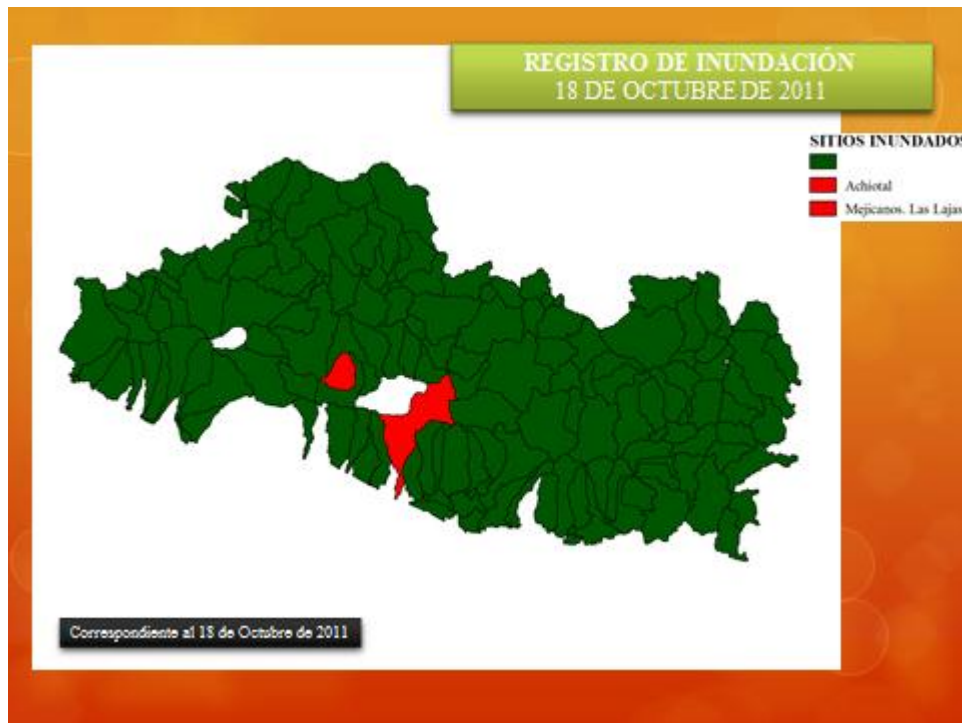 REGISTRO DE INUNDACIÓN
18 DE OCTUBRE DE 2011
SITIOS INUNDADOS
Achiotal
Mejicanos. Las Lajas
Correspondiente al 18 de Octubre de 2011